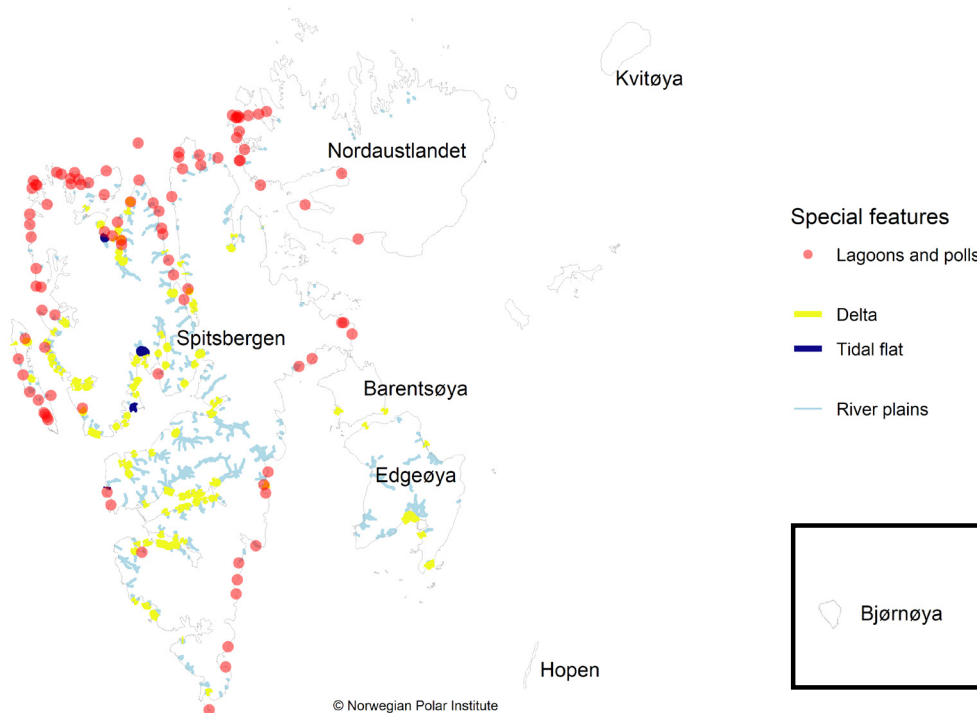 Kvitøya
Nordaustlandet
Special features
Lagoons and polls
Delta
Spitsbergen
Tidal flat
Barentsøya
River plains
Edgeøya
Bjørnøya
Hopen
© Norwegian Polar Institute